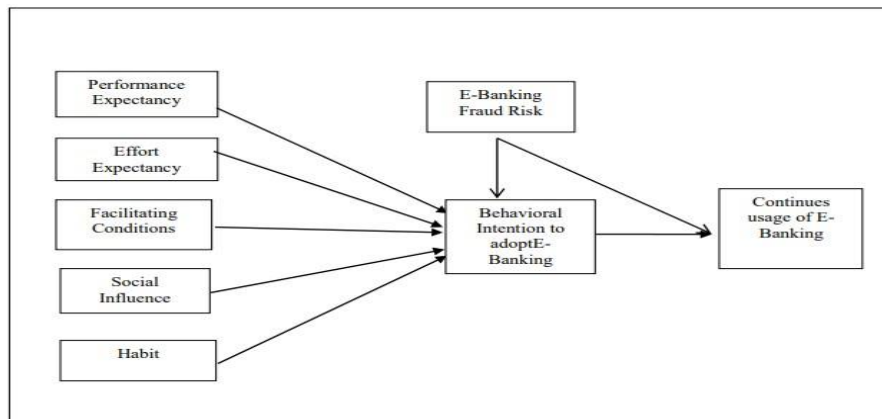 Performance
Expectancy
Effort
Expectancy
Facilitating
Conditions
Social
Influence
Habit
E-Banking
Fraud Risk
Behavioral
Intention to
adoptE-
Banking
Continues
usage of E-
Banking